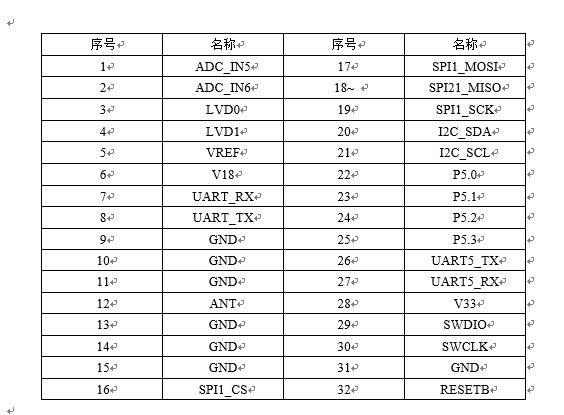 序号 名称 序号 名称
1 ADC_IN5 17 SPI1_MOSI
2 ADC_IN6 18~ SPI21_MISO
3 LVD0 19 SPI1_SCK
4 LVD1 20 I2C_SDA
5 VREF 21 I2C_SCL
6 V18 22 P5.0
7 UART_RX 23 P5.1
8 UART_TX 24 P5.2
9 GND 25 P5.3
10 GND 26 UART5_TX
11 GND 27 UART5_RX
12 ANT 28 V33
13 GND 29 SWDIO
14 GND 30 SWCLK
15 GND 31 GND
16 SPI1_CS 32 RESETB